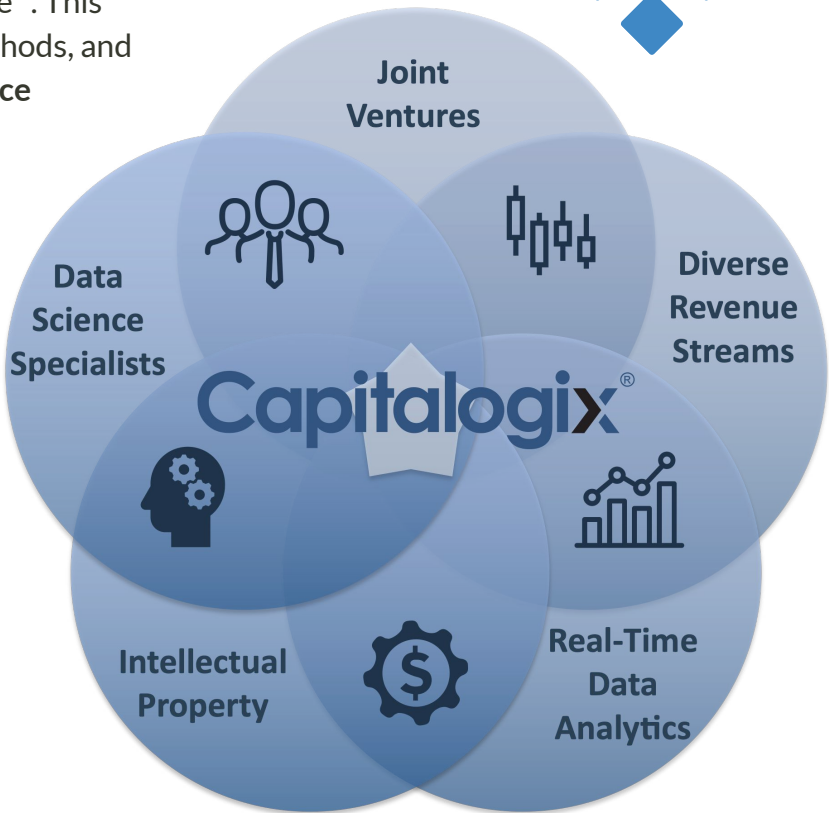 . This
hods, and
ce
Joint
Ventures
Data
Science
Specialists
Diverse
Revenue
Streams
Capitalogix®
$
Intellectual
Property
Real-Time
Data
Analytics